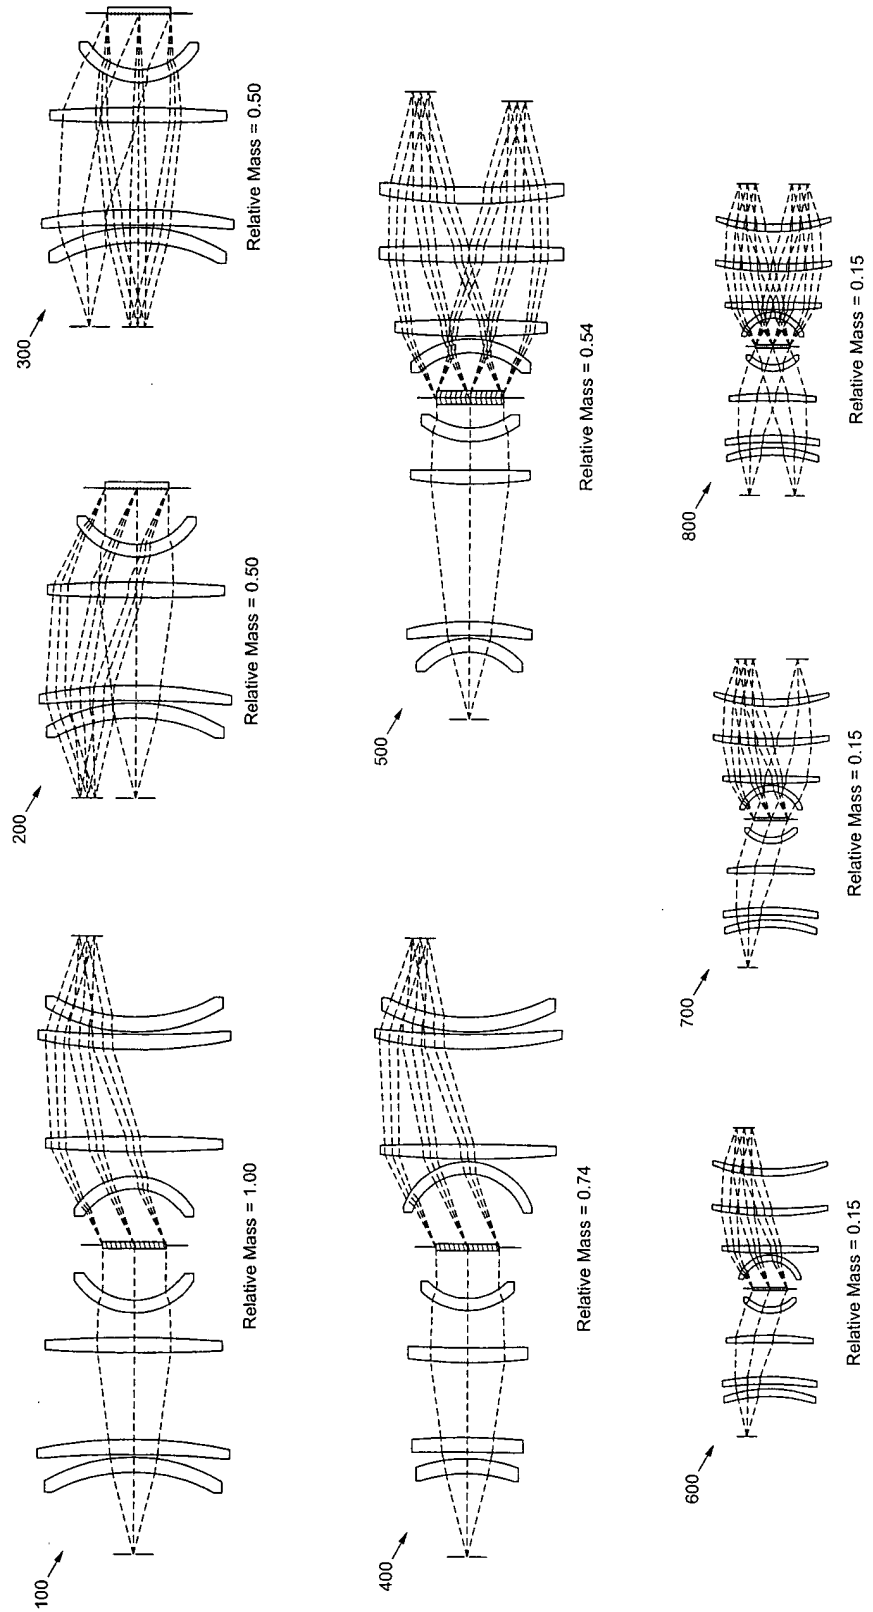 100
Relative Mass = 1.00
200
Relative Mass = 0.50
300
Relative Mass = 0.50
400
Relative Mass = 0.74
500
Relative Mass = 0.54
600
Relative Mass = 0.15
700
Relative Mass = 0.15
800
Relative Mass = 0.15